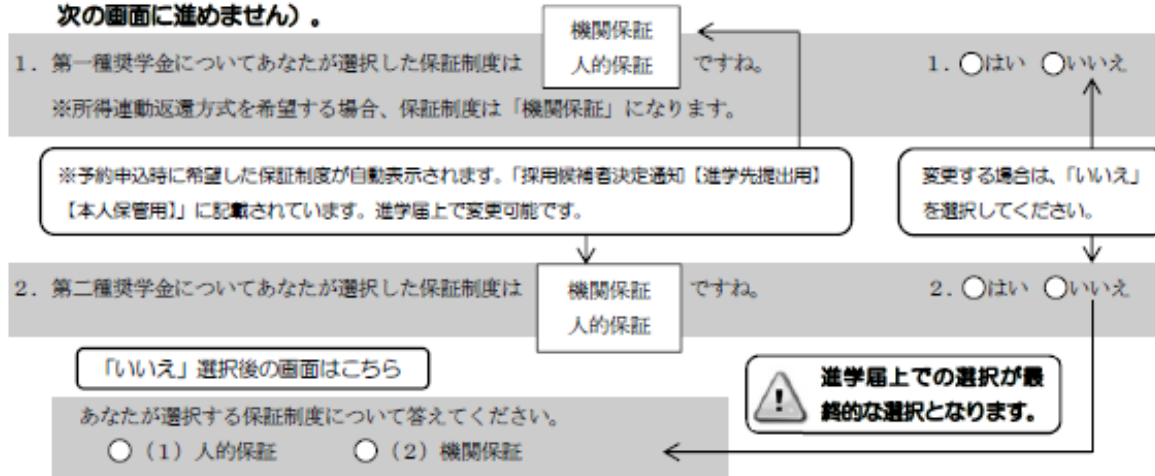 次の画面に進めません）。
機関保証
1. 第一種奨学金についてあなたが選択した保証制度は 人的保証 ですね。 1. ○はい ○いいえ
※所得連動返還方式を希望する場合、保証制度は「機関保証」になります。
※予約申込時に希望した保証制度が自動表示されます。「採用候補者決定通知【進学先提出用】
【本人保管用】」に記載されています。進学届上で変更可能です。
変更する場合は、「いいえ」
を選択してください。
2. 第二種奨学金についてあなたが選択した保証制度は 機関保証 ですね。 2. ○はい ○いいえ
人的保証
「いいえ」選択後の画面はこちら
進学届上での選択が最
終的な選択となります。
あなたが選択する保証制度について答えてください。
○（1）人的保証 ○（2）機関保証